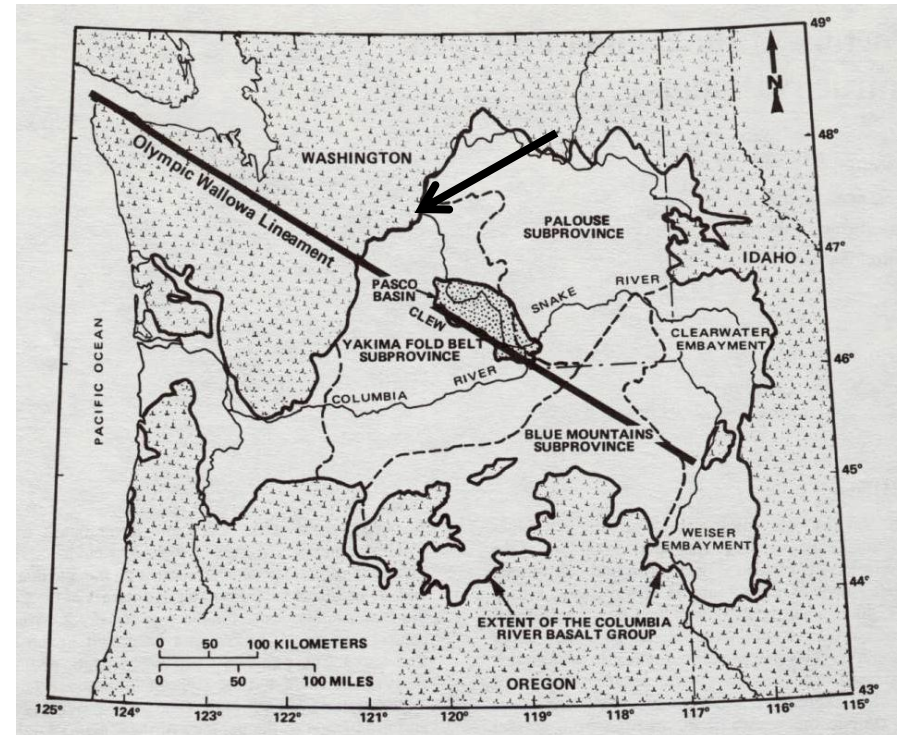 49°
N
48°
WASHINGTON
Olympic Wallowa Lineament
PALOUSE
SUBPROVINCE
47°
IDAHO
PASCO
BASIN
SNAKE
RIVER
CLEW
CLEARWATER
EMBAYMENT
YAKIMA FOLD BELT
SUBPROVINCE
46°
PACIFIC OCEAN
COLUMBIA
RIVER
BLUE MOUNTAINS
SUBPROVINCE
45°
WEISER
EMBAYMENT
44°
EXTENT OF THE COLUMBIA
RIVER BASALT GROUP
0 50 100 KILOMETERS
0 50 100 MILES
OREGON
43°
125° 124° 123° 122° 121° 120° 119° 118° 117° 116° 115°